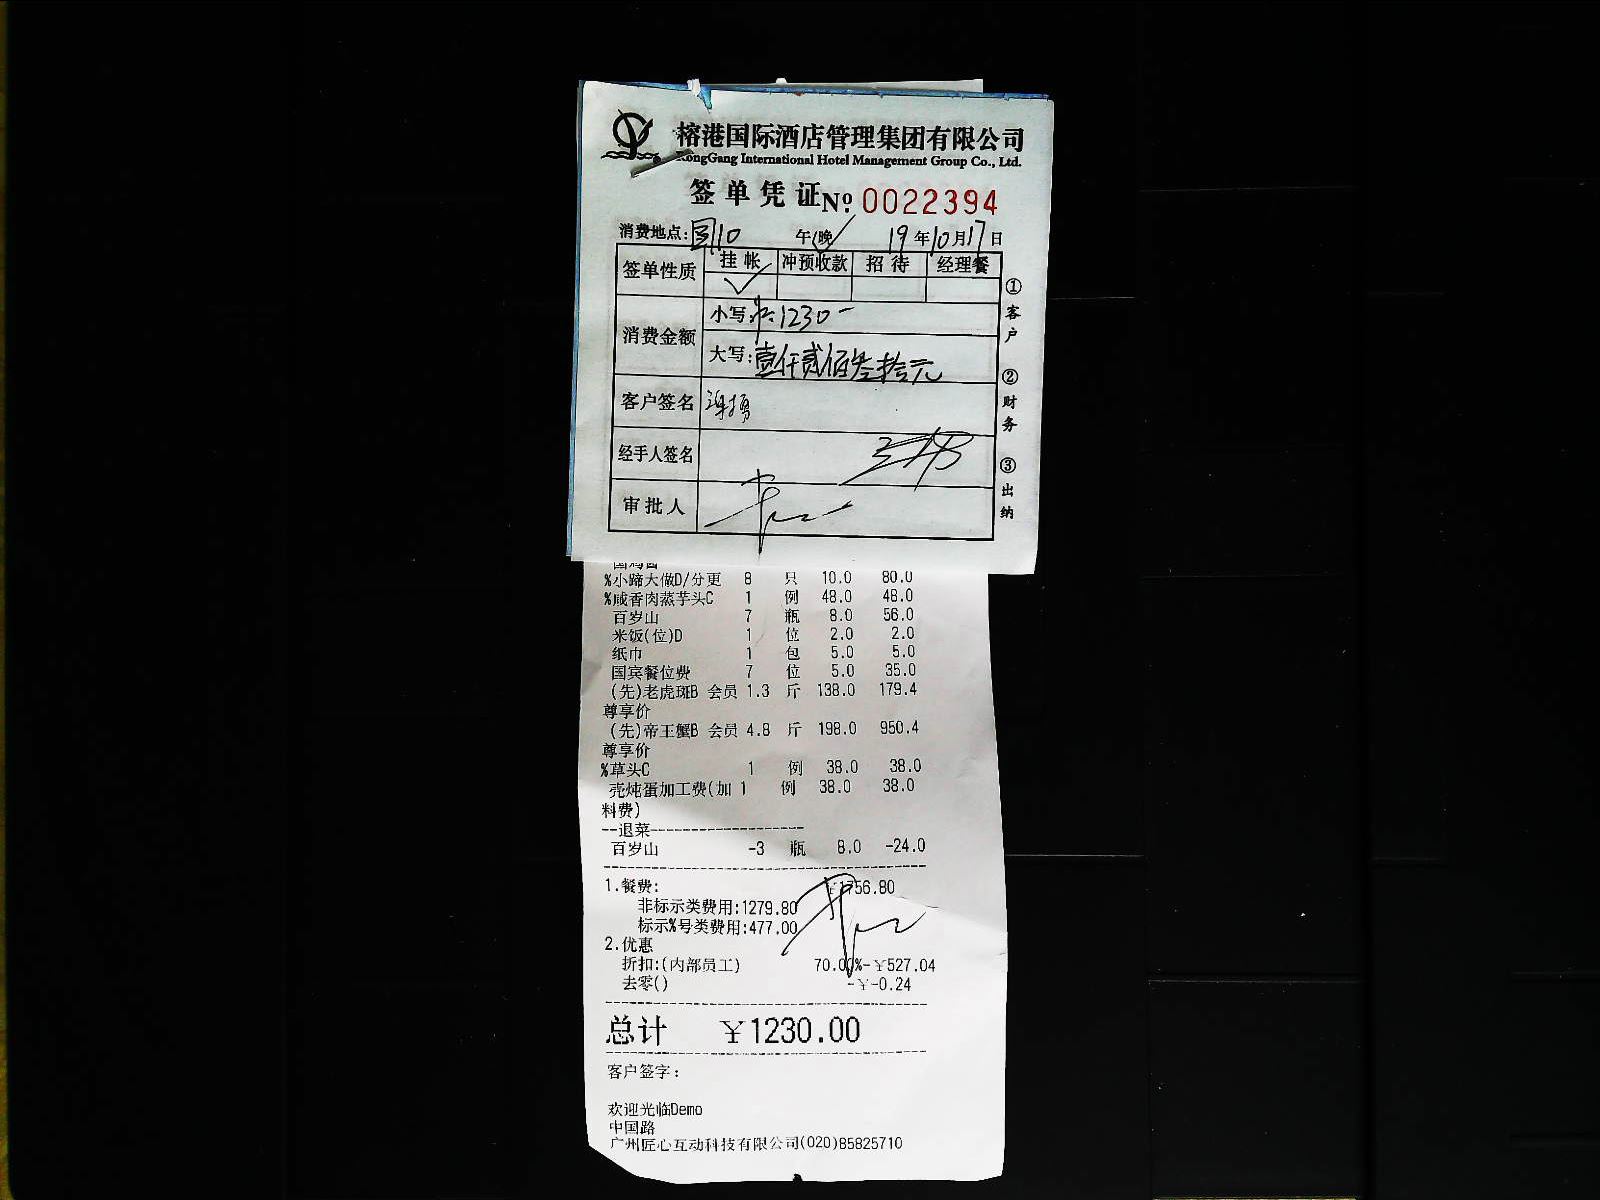 榕港国际酒店管理集团有限公司
RongGang International Hotel Management Group Co., Ltd.
签单凭证 Nº: 0022394
消费地点: 国110 午(晚 19年10月17日
签单性质 挂帐 冲预收款 招待 经理餐
消费金额 小写: 1230-
大写: 壹仟贰佰叁拾元
客户签名
经手人签名
审批人
①客户 ②财务 ③出纳
%小蹄大做D/分更 8 只 10.0 80.0
%咸香肉蒸芋头C 1 例 48.0 48.0
百岁山 7 瓶 8.0 56.0
米饭(位)D 1 位 2.0 2.0
纸巾 1 包 5.0 5.0
国宾餐位费 7 位 5.0 35.0
(先)老虎斑B 会员 1.3 斤 138.0 179.4
尊享价
(先)帝王蟹B 会员 4.8 斤 198.0 950.4
尊享价
%草头C 1 例 38.0 38.0
壳炖蛋加工费(加 1 例 38.0 38.0
料费)
--退菜-------------------
百岁山 -3 瓶 8.0 -24.0
1.餐费: ¥1756.80
非标示类费用:1279.80
标示%号类费用:477.00
2.优惠
折扣:(内部员工) 70.00%-¥527.04
去零() -¥-0.24
总计 ¥1230.00
客户签字:
欢迎光临Demo
中国路
广州匠心互动科技有限公司(020)85825710